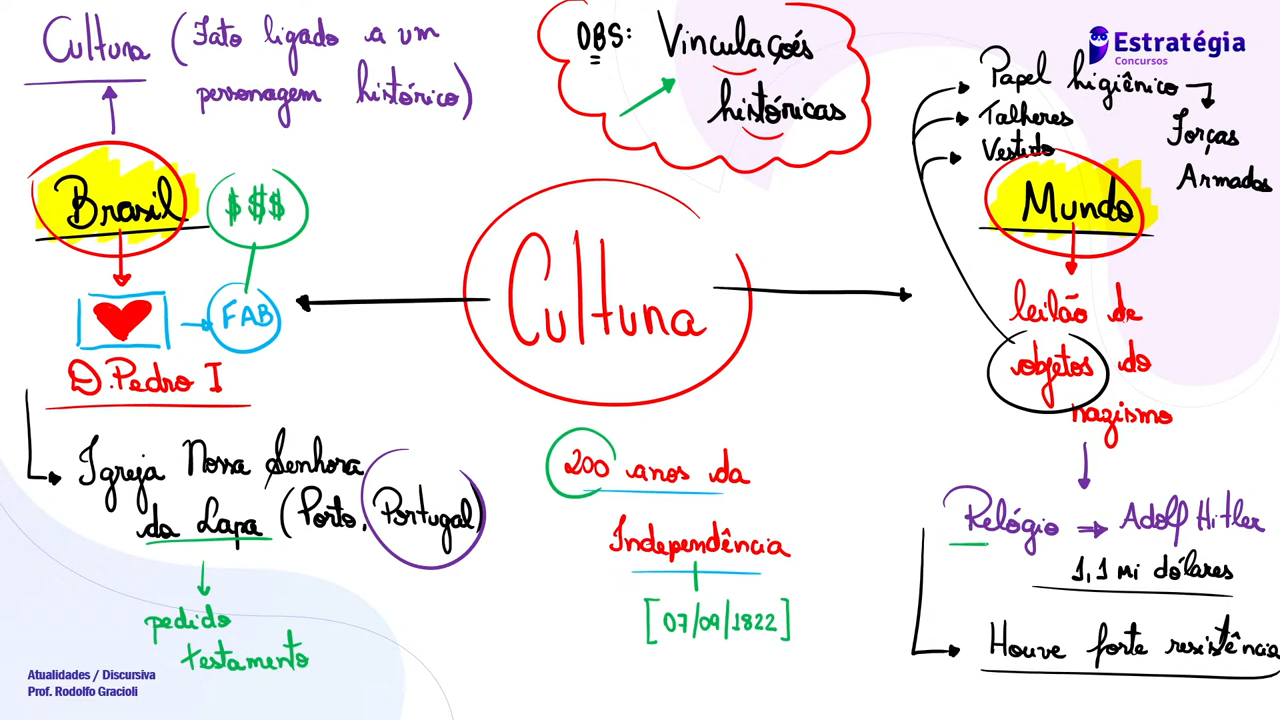 Cultura (Fato ligado a um
personagem histórico)
OBS: Vinculações
históricas
Estratégia
Concursos
Papel higiênico
Talheres
Vestido
Forças
Armados
Brasil
$$$
FAB
D. Pedro I
Igreja Nossa Senhora
da Lapa (Porto, Portugal)
pedido
testamento
Cultura
200 anos da
Independência
[07/09/1822]
Mundo
leilão de
objetos do
nazismo
Relógio Adolf Hitler
1,1 mi dólares
Houve forte resistência
Atualidades / Discursiva
Prof. Rodolfo Gracioli